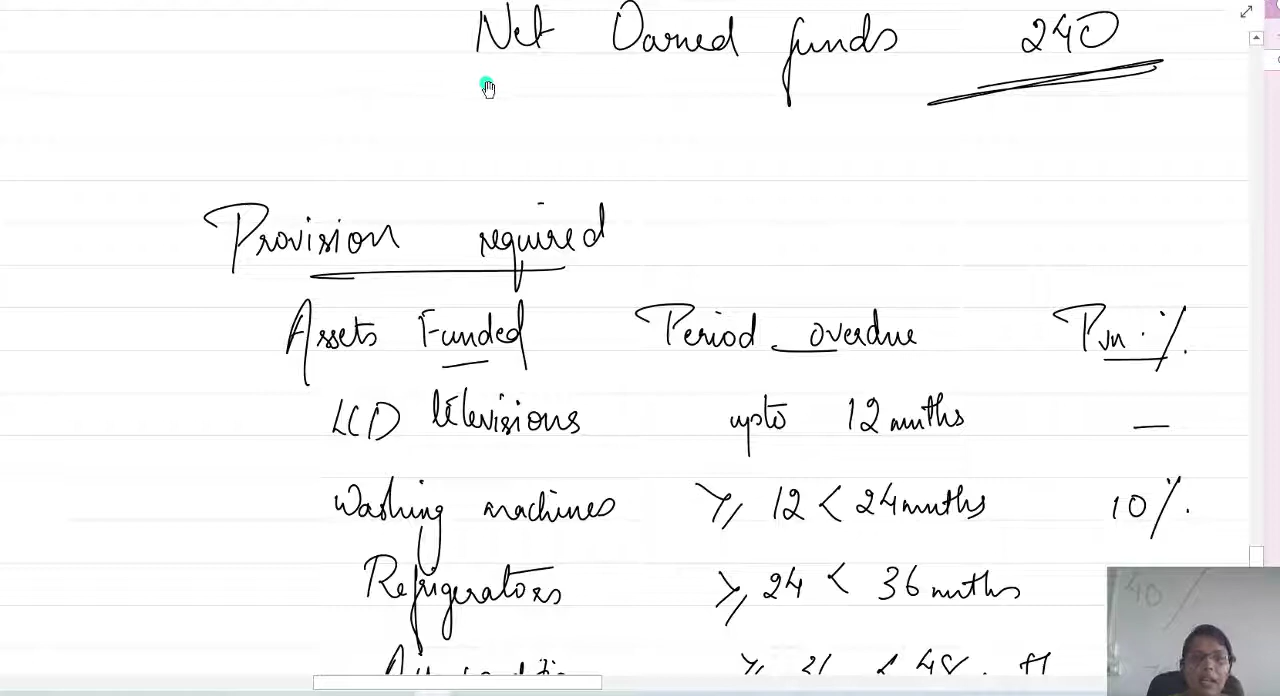 Net Owned funds 240
Provision required
Assets Funded Period overdue Pvn. %.
LCD televisions upto 12 mnths —
Washing machines ⩾ 12 < 24 mnths 10%.
Refrigerators ⩾ 24 < 36 mnths
40 %